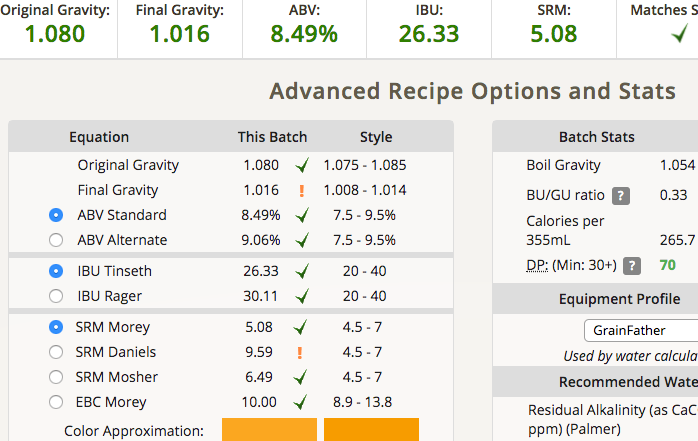 Original Gravity: Final Gravity: ABV: IBU: SRM: Matches S
1.080 1.016 8.49% 26.33 5.08
Advanced Recipe Options and Stats
Equation This Batch Style
Original Gravity 1.080 1.075 - 1.085
Final Gravity 1.016 ! 1.008 - 1.014
ABV Standard 8.49% 7.5 - 9.5%
ABV Alternate 9.06% 7.5 - 9.5%
IBU Tinseth 26.33 20 - 40
IBU Rager 30.11 20 - 40
SRM Morey 5.08 4.5 - 7
SRM Daniels 9.59 ! 4.5 - 7
SRM Mosher 6.49 4.5 - 7
EBC Morey 10.00 8.9 - 13.8
Color Approximation:
Batch Stats
Boil Gravity 1.054
BU/GU ratio ? 0.33
Calories per
355mL 265.7
DP: (Min: 30+) ? 70
Equipment Profile
GrainFather
Used by water calcula
Recommended Wate
Residual Alkalinity (as CaC
ppm) (Palmer)